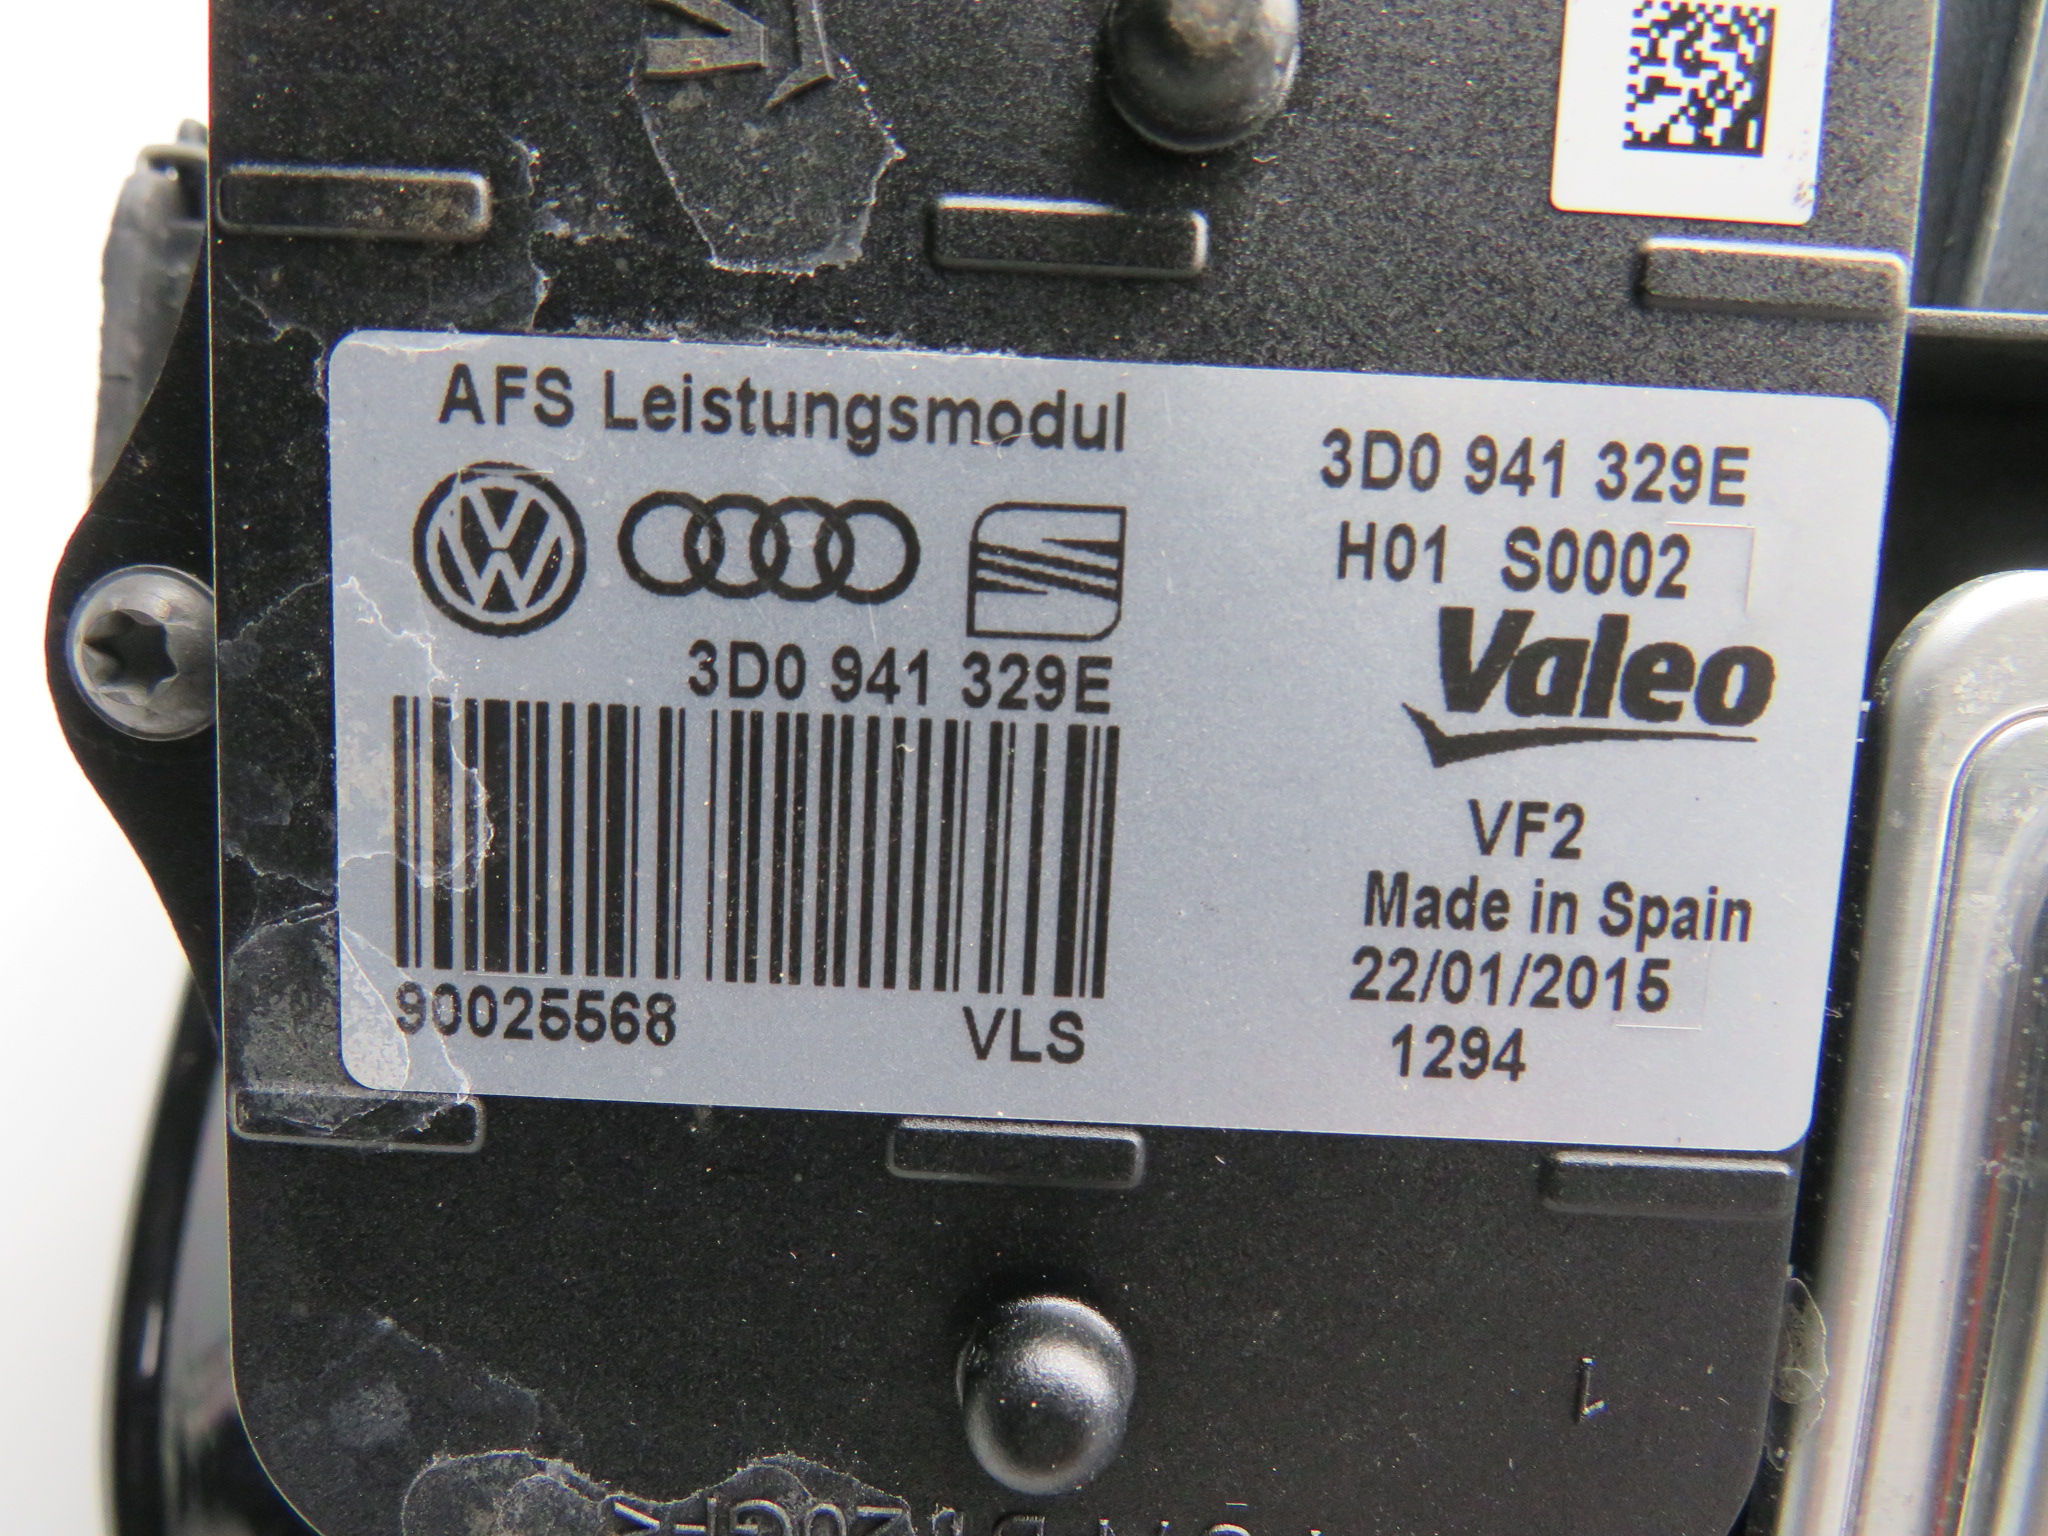 AFS Leistungsmodul
3D0 941 329E
H01 S0002
Valeo
3D0 941 329E
VF2
Made in Spain
22/01/2015
90025568 VLS
1294
1